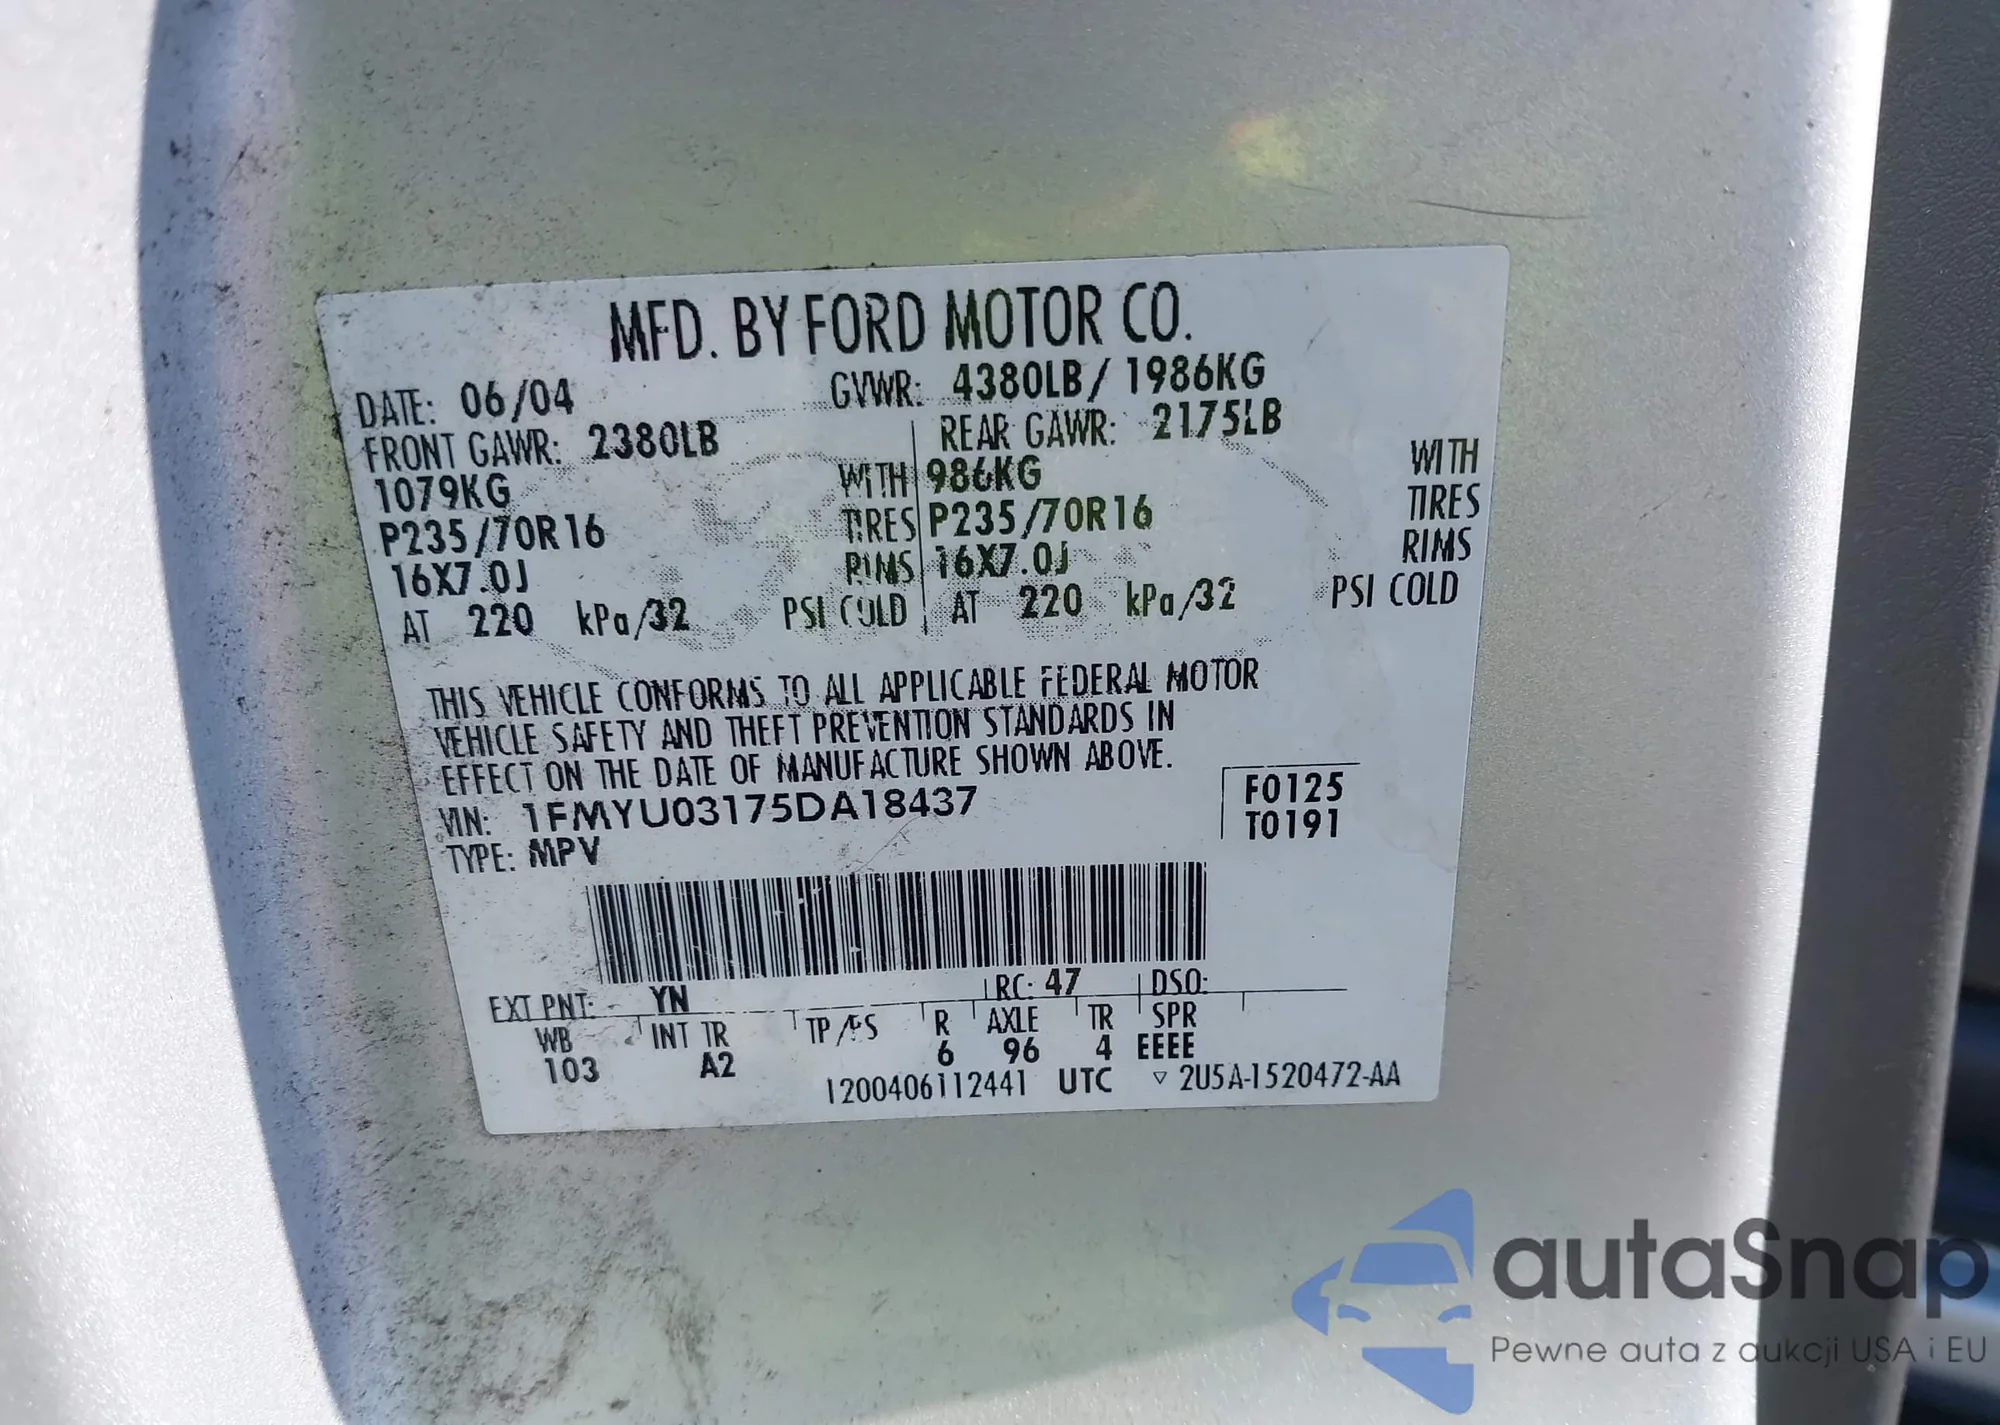 MFD. BY FORD MOTOR CO.
DATE: 06/04 GVWR: 4380LB/ 1986KG
FRONT GAWR: 2380LB REAR GAWR: 2175LB
1079KG WITH 986KG WITH
P235/70R16 TIRES P235/70R16 TIRES
16X7.0J RIMS 16X7.0J RIMS
AT 220 kPa/32 PSI COLD AT 220 kPa/32 PSI COLD
THIS VEHICLE CONFORMS TO ALL APPLICABLE FEDERAL MOTOR
VEHICLE SAFETY AND THEFT PREVENTION STANDARDS IN
EFFECT ON THE DATE OF MANUFACTURE SHOWN ABOVE.
VIN: 1FMYU03175DA18437 F0125
TYPE: MPV T0191
EXT PNT: YN RC: 47 DSO:
WB INT TR TP/PS R AXLE TR SPR
103 A2 6 96 4 EEEE
1200406112441 UTC ▽ 2U5A-1520472-AA
autaSnap
Pewne auta z aukcji USA i EU